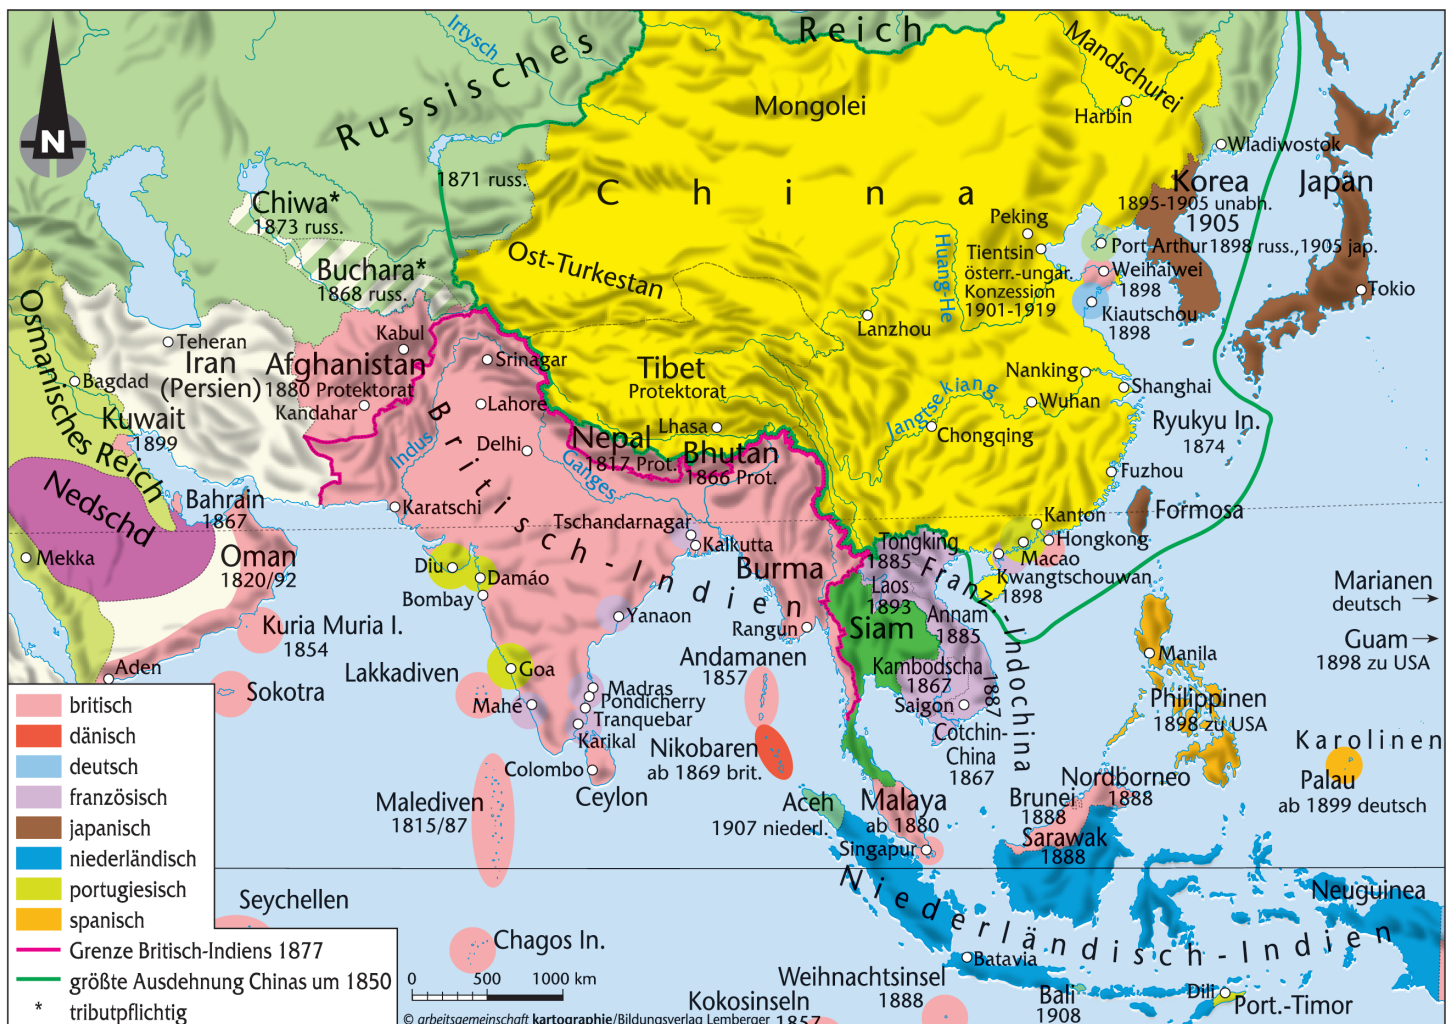 Irtysch
Russisches
Reich
Mandschurei
Mongolei
Harbin
N
Wladiwostok
1871 russ.
China
Korea
1895-1905 unabh.
1905
Japan
Chiwa*
1873 russ.
Peking
Tientsin
österr.-ungar.
Konzession
1901-1919
Huang-He
Port Arthur 1898 russ., 1905 jap.
Ost-Turkestan
Buchara*
1868 russ.
Weihaiwei
1898
Tokio
Kiautschou
1898
Osmanisches Reich
Teheran
Iran
(Persien)
Kabul
Afghanistan
1880 Protektorat
Kandahar
Srinagar
Lanzhou
Bagdad
Tibet
Protektorat
Nanking
Shanghai
Kuwait
1899
Lahore
Wuhan
Jangtsekiang
Lhasa
Chongqing
Ryukyu In.
1874
Indus
Delhi
Nepal
1817 Prot.
Bhutan
1866 Prot.
Ganges
Fuzhou
Nedschd
Bahrain
1867
Karatschi
Britisch-Indien
Tschandarnagar
Kalkutta
Kanton
Formosa
Hongkong
Macao
Tongking
1885
Mekka
Oman
1820/92
Diu
Damáo
Bombay
Burma
Laos
1893
Kwangtschouwan
1898
Franz.-Indochina
Marianen
deutsch
Annam
1885
Yanaon
Rangun
Siam
Kuria Muria I.
1854
Guam
1898 zu USA
Aden
Lakkadiven
Goa
Andamanen
1857
Kambodscha
1867
1887
Manila
Sokotra
Mahé
Madras
Pondicherry
Tranquebar
Karikal
Saigon
Cotchin-
China
1867
Philippinen
1898 zu USA
Nikobaren
ab 1869 brit.
Karolinen
Palau
ab 1899 deutsch
Colombo
Ceylon
Malediven
1815/87
Aceh
1907 niederl.
Malaya
ab 1880
Singapur
Nordborneo
1888
Brunei
1888
Sarawak
1888
Niederländisch-Indien
Neuguinea
Seychellen
Chagos In.
Batavia
Weihnachtsinsel
1888
Kokosinseln
1857
Bali
1908
Dili
Port.-Timor
britisch
dänisch
deutsch
französisch
japanisch
niederländisch
portugiesisch
spanisch
Grenze Britisch-Indiens 1877
größte Ausdehnung Chinas um 1850
* tributpflichtig
0 500 1000 km
© arbeitsgemeinschaft kartographie/Bildungsverlag Lemberger